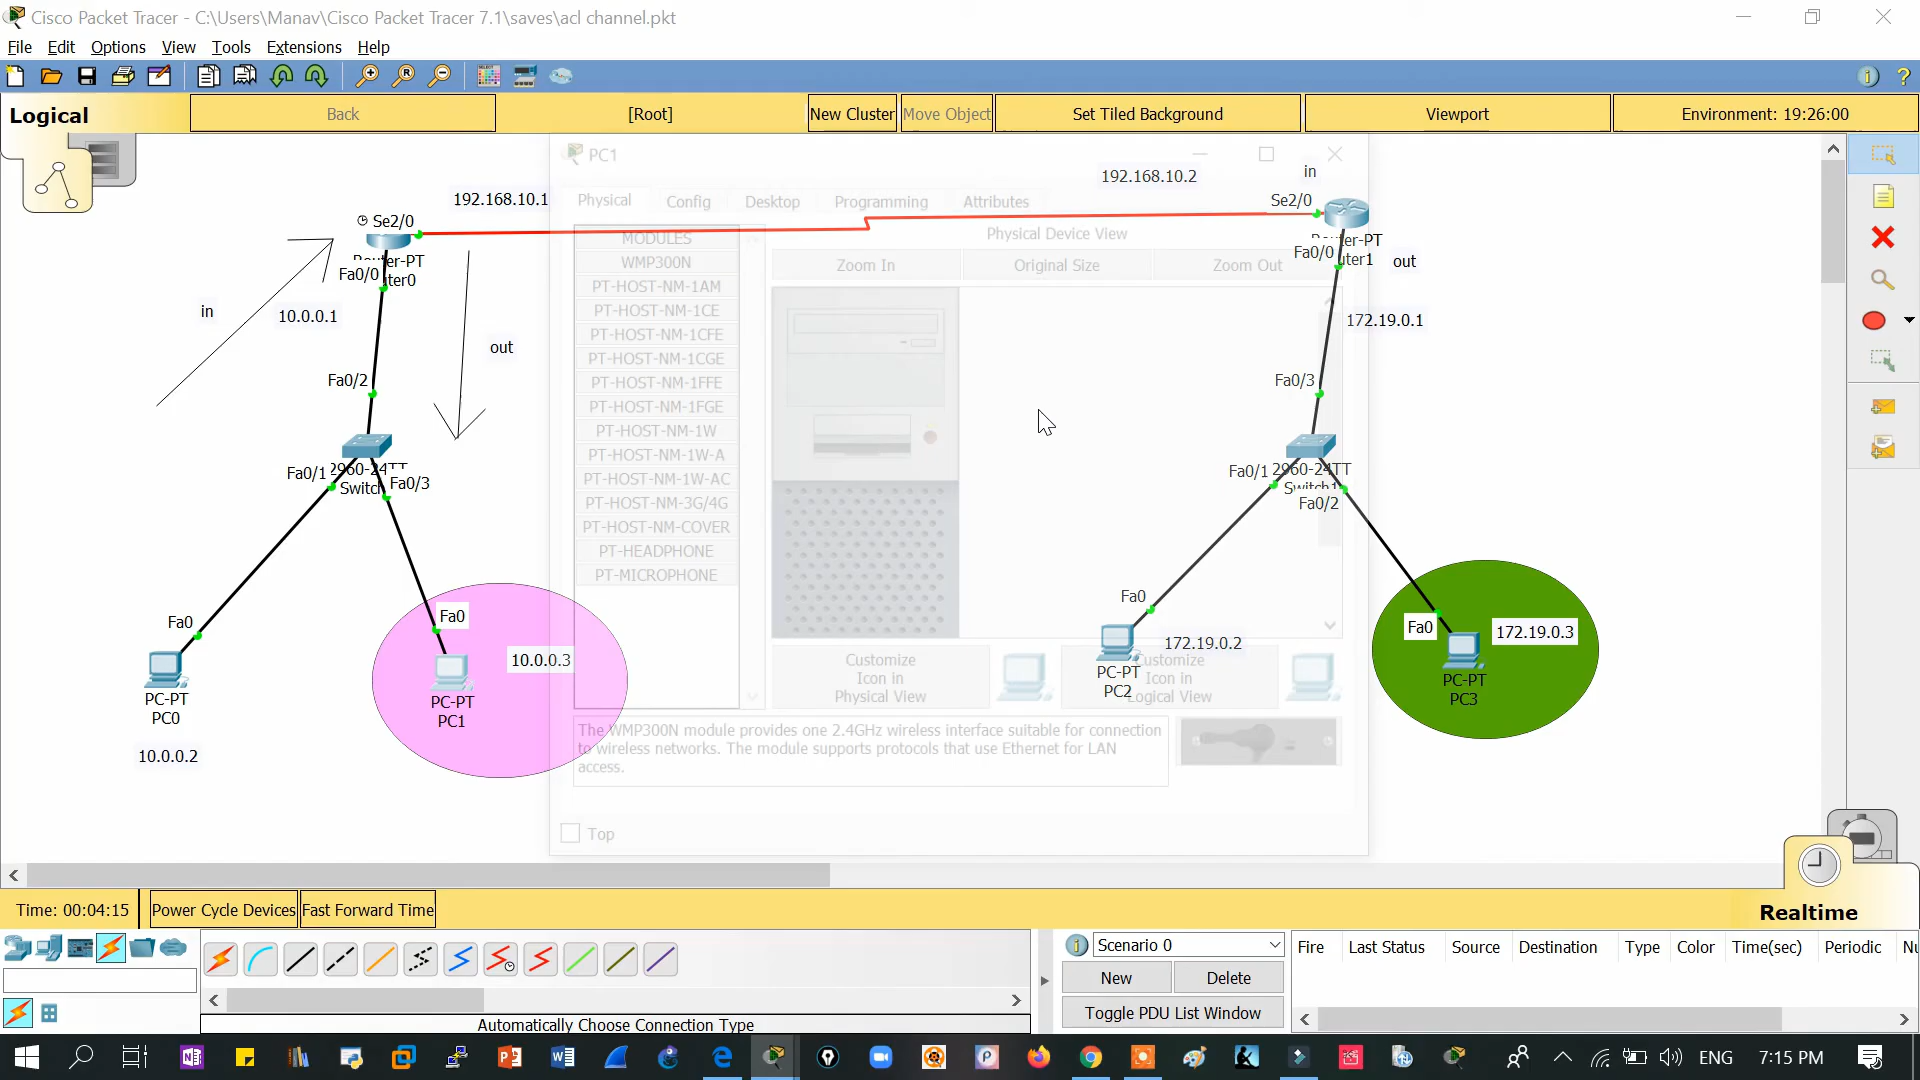 Cisco Packet Tracer - C:\Users\Manav\Cisco Packet Tracer 7.1\saves\acl channel.pkt
File Edit Options View Tools Extensions Help
Logical
Back
[Root]
New Cluster
Move Object
Set Tiled Background
Viewport
Environment: 19:26:00
PC1
Physical
Config
Desktop
Programming
Attributes
MODULES
WMP300N
PT-HOST-NM-1AM
PT-HOST-NM-1CE
PT-HOST-NM-1CFE
PT-HOST-NM-1CGE
PT-HOST-NM-1FFE
PT-HOST-NM-1FGE
PT-HOST-NM-1W
PT-HOST-NM-1W-A
PT-HOST-NM-1W-AC
PT-HOST-NM-3G/4G
PT-HOST-NM-COVER
PT-HEADPHONE
PT-MICROPHONE
Physical Device View
Zoom In
Original Size
Zoom Out
Customize
Icon in
Physical View
Customize
Icon in
Logical View
The WMP300N module provides one 2.4GHz wireless interface suitable for connection
to wireless networks. The module supports protocols that use Ethernet for LAN
access.
Top
192.168.10.1
Se2/0
Fa0/0
in
10.0.0.1
out
Fa0/2
Fa0/1
2960-24TT
Fa0/3
Fa0
PC-PT
PC0
10.0.0.2
Fa0
10.0.0.3
PC-PT
PC1
192.168.10.2
in
Se2/0
Fa0/0
out
172.19.0.1
Fa0/3
Fa0/1
2960-24TT
Switch1
Fa0/2
Fa0
172.19.0.2
PC-PT
PC2
Fa0
172.19.0.3
PC-PT
PC3
Time: 00:04:15
Power Cycle Devices
Fast Forward Time
Realtime
Automatically Choose Connection Type
Scenario 0
New
Delete
Toggle PDU List Window
Fire
Last Status
Source
Destination
Type
Color
Time(sec)
Periodic
ENG
7:15 PM